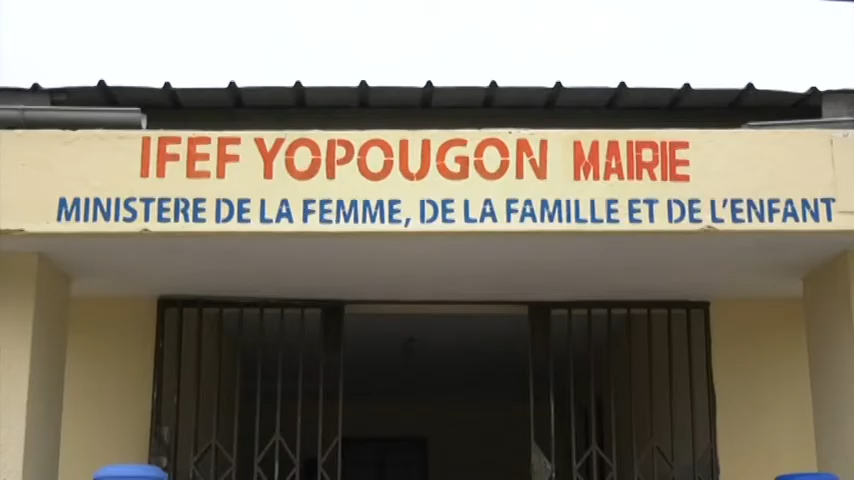 IFEF YOPOUGON MAIRIE
MINISTERE DE LA FEMME, DE LA FAMILLE ET DE L'ENFANT